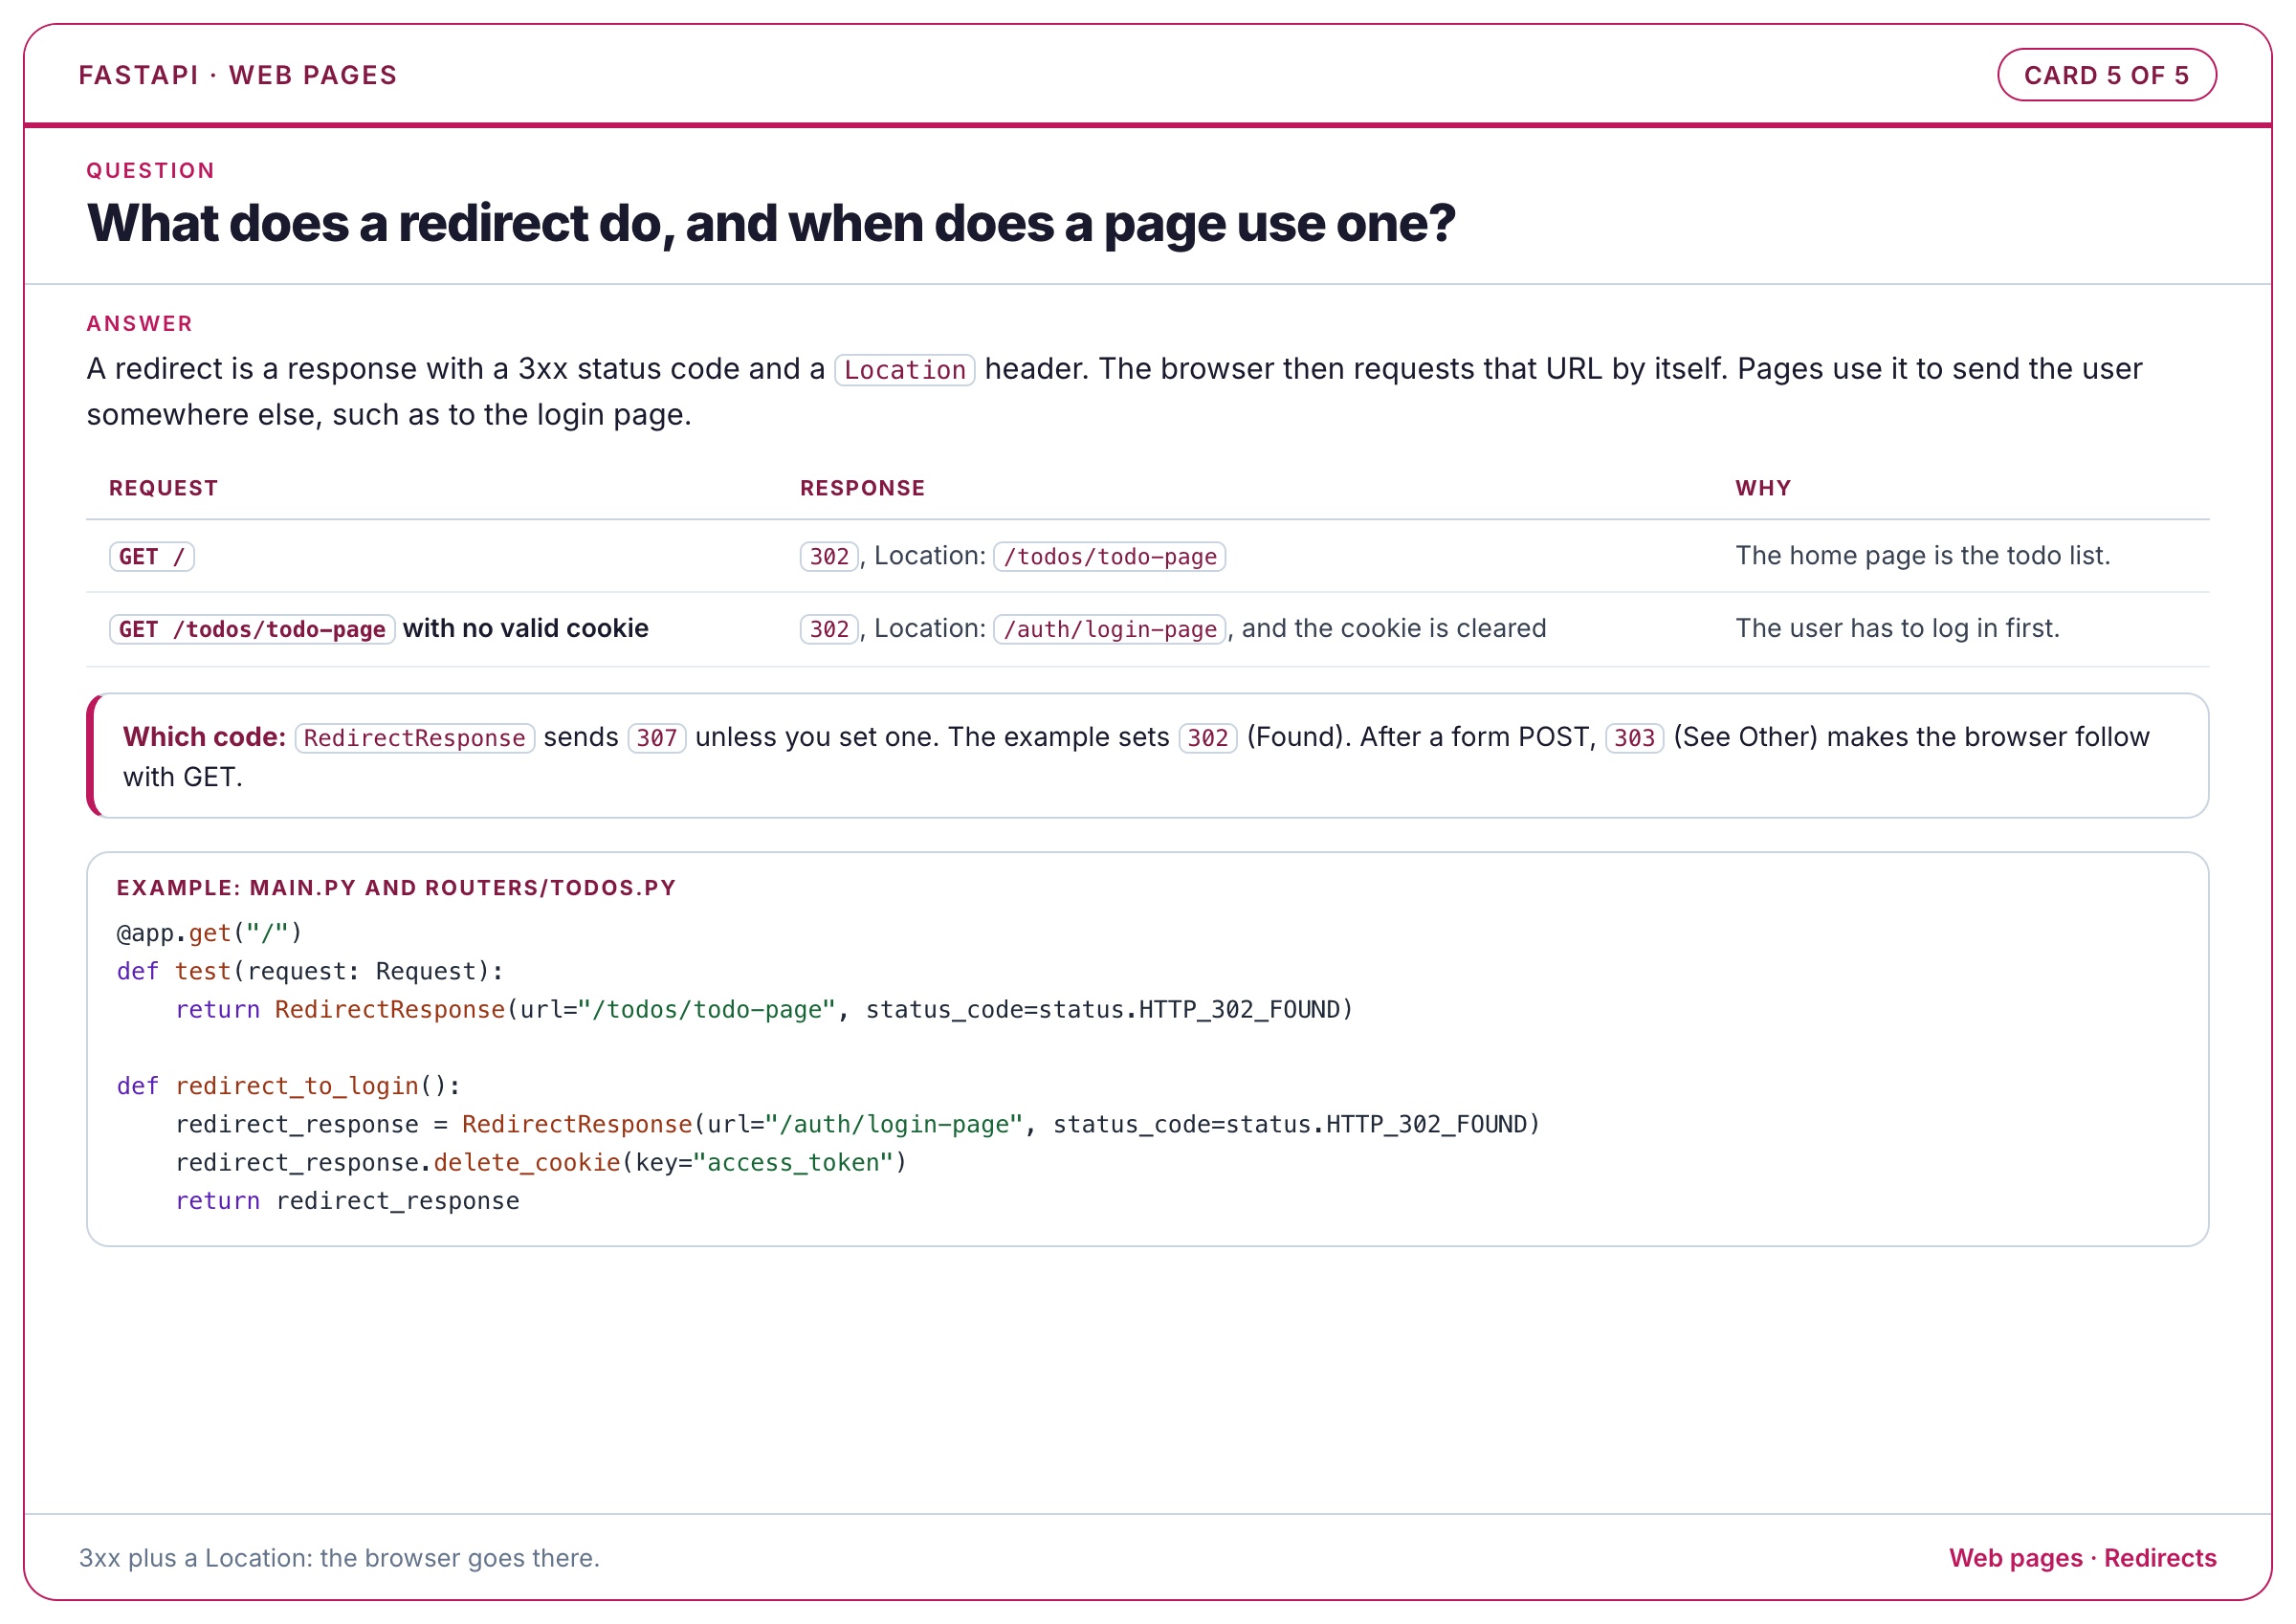 FASTAPI · WEB PAGES
CARD 5 OF 5
QUESTION
What does a redirect do, and when does a page use one?
ANSWER
A redirect is a response with a 3xx status code and a Location header. The browser then requests that URL by itself. Pages use it to send the user
somewhere else, such as to the login page.
REQUEST RESPONSE WHY
GET / 302, Location: /todos/todo-page The home page is the todo list.
GET /todos/todo-page with no valid cookie 302, Location: /auth/login-page, and the cookie is cleared The user has to log in first.
Which code: RedirectResponse sends 307 unless you set one. The example sets 302 (Found). After a form POST, 303 (See Other) makes the browser follow
with GET.
EXAMPLE: MAIN.PY AND ROUTERS/TODOS.PY
@app.get("/")
def test(request: Request):
    return RedirectResponse(url="/todos/todo-page", status_code=status.HTTP_302_FOUND)
def redirect_to_login():
    redirect_response = RedirectResponse(url="/auth/login-page", status_code=status.HTTP_302_FOUND)
    redirect_response.delete_cookie(key="access_token")
    return redirect_response
3xx plus a Location: the browser goes there.
Web pages · Redirects